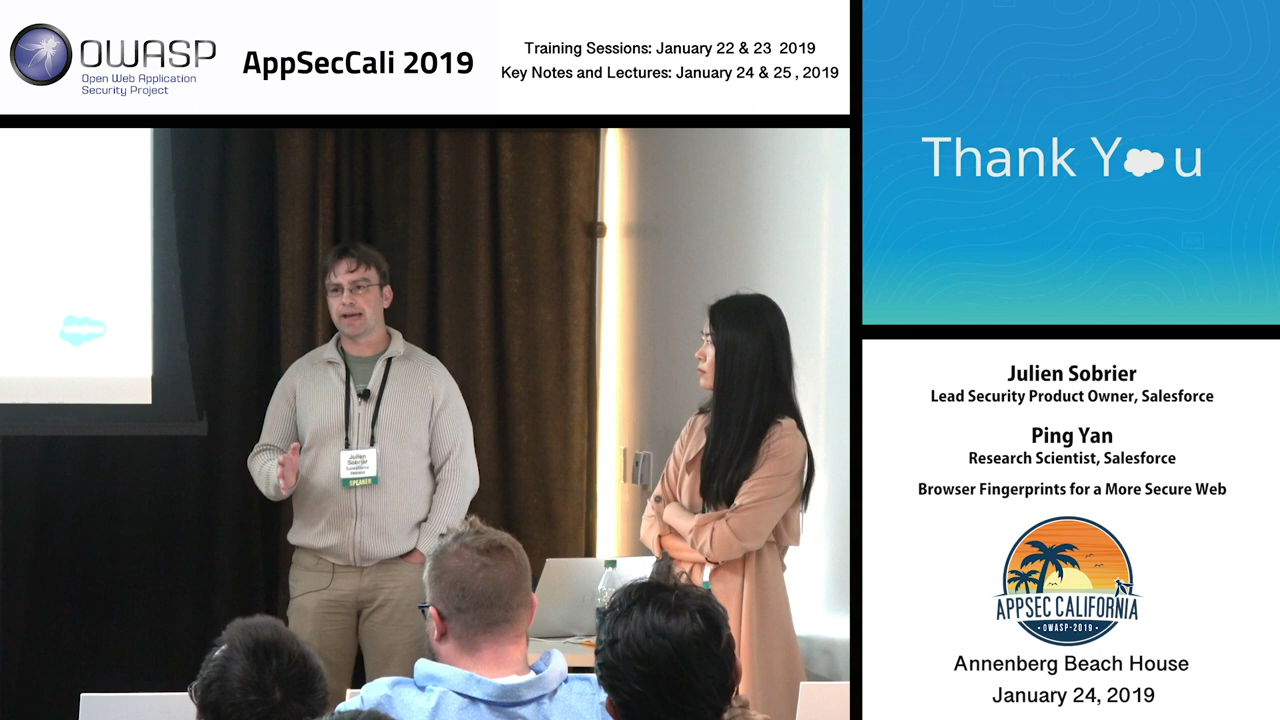 OWASP
Open Web Application
Security Project
AppSecCali 2019
Training Sessions: January 22 & 23 2019
Key Notes and Lectures: January 24 & 25 , 2019
Thank Y u
Julien
Sobrier
SPEAKER
Julien Sobrier
Lead Security Product Owner, Salesforce
Ping Yan
Research Scientist, Salesforce
Browser Fingerprints for a More Secure Web
APPSEC CALIFORNIA
• OWASP-2019 •
Annenberg Beach House
January 24, 2019